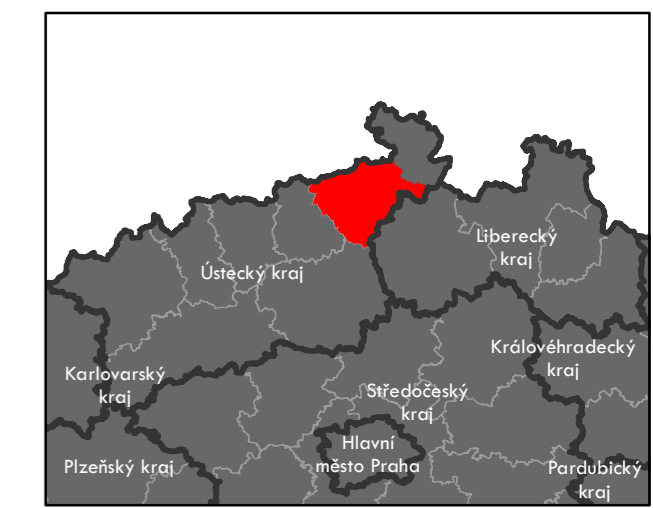 Liberecký
kraj
Ústecký kraj
Královéhradecký
kraj
Karlovarský
kraj
Středočeský
kraj
Hlavní
město Praha
Plzeňský kraj
Pardubický
kraj